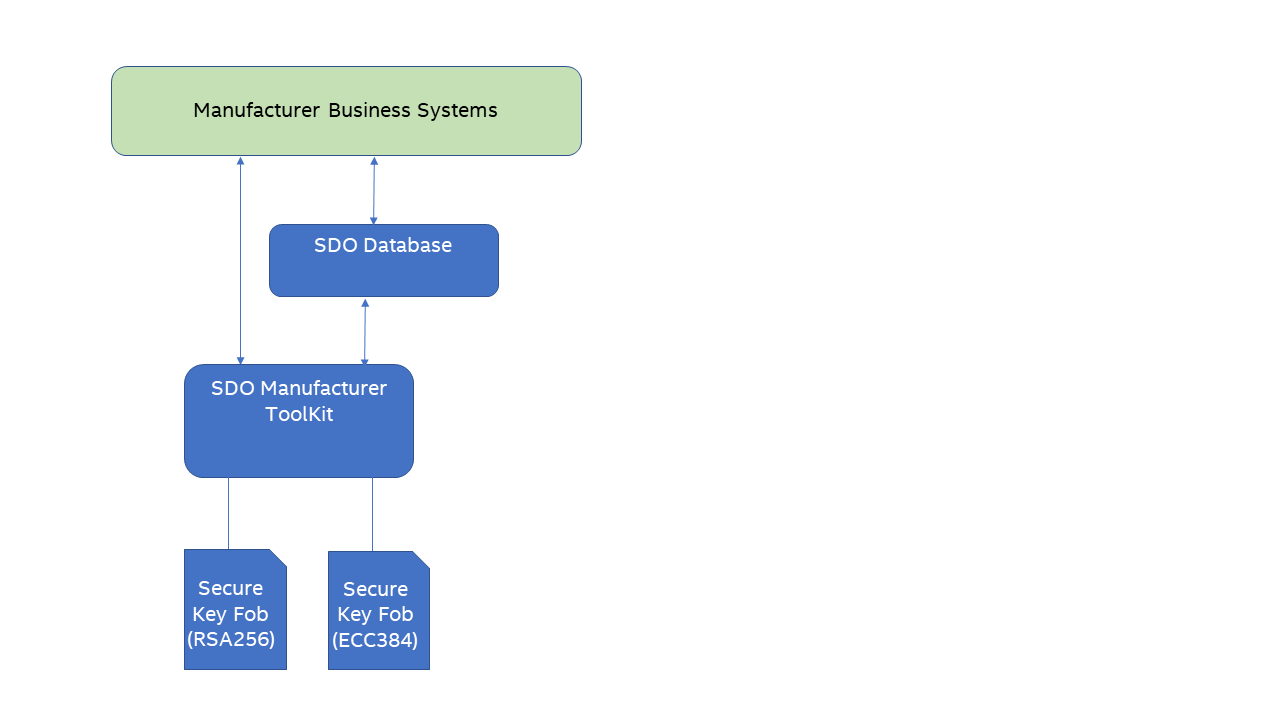 Manufacturer Business Systems
SDO Database
SDO Manufacturer
ToolKit
Secure
Key Fob
(RSA256)
Secure
Key Fob
(ECC384)